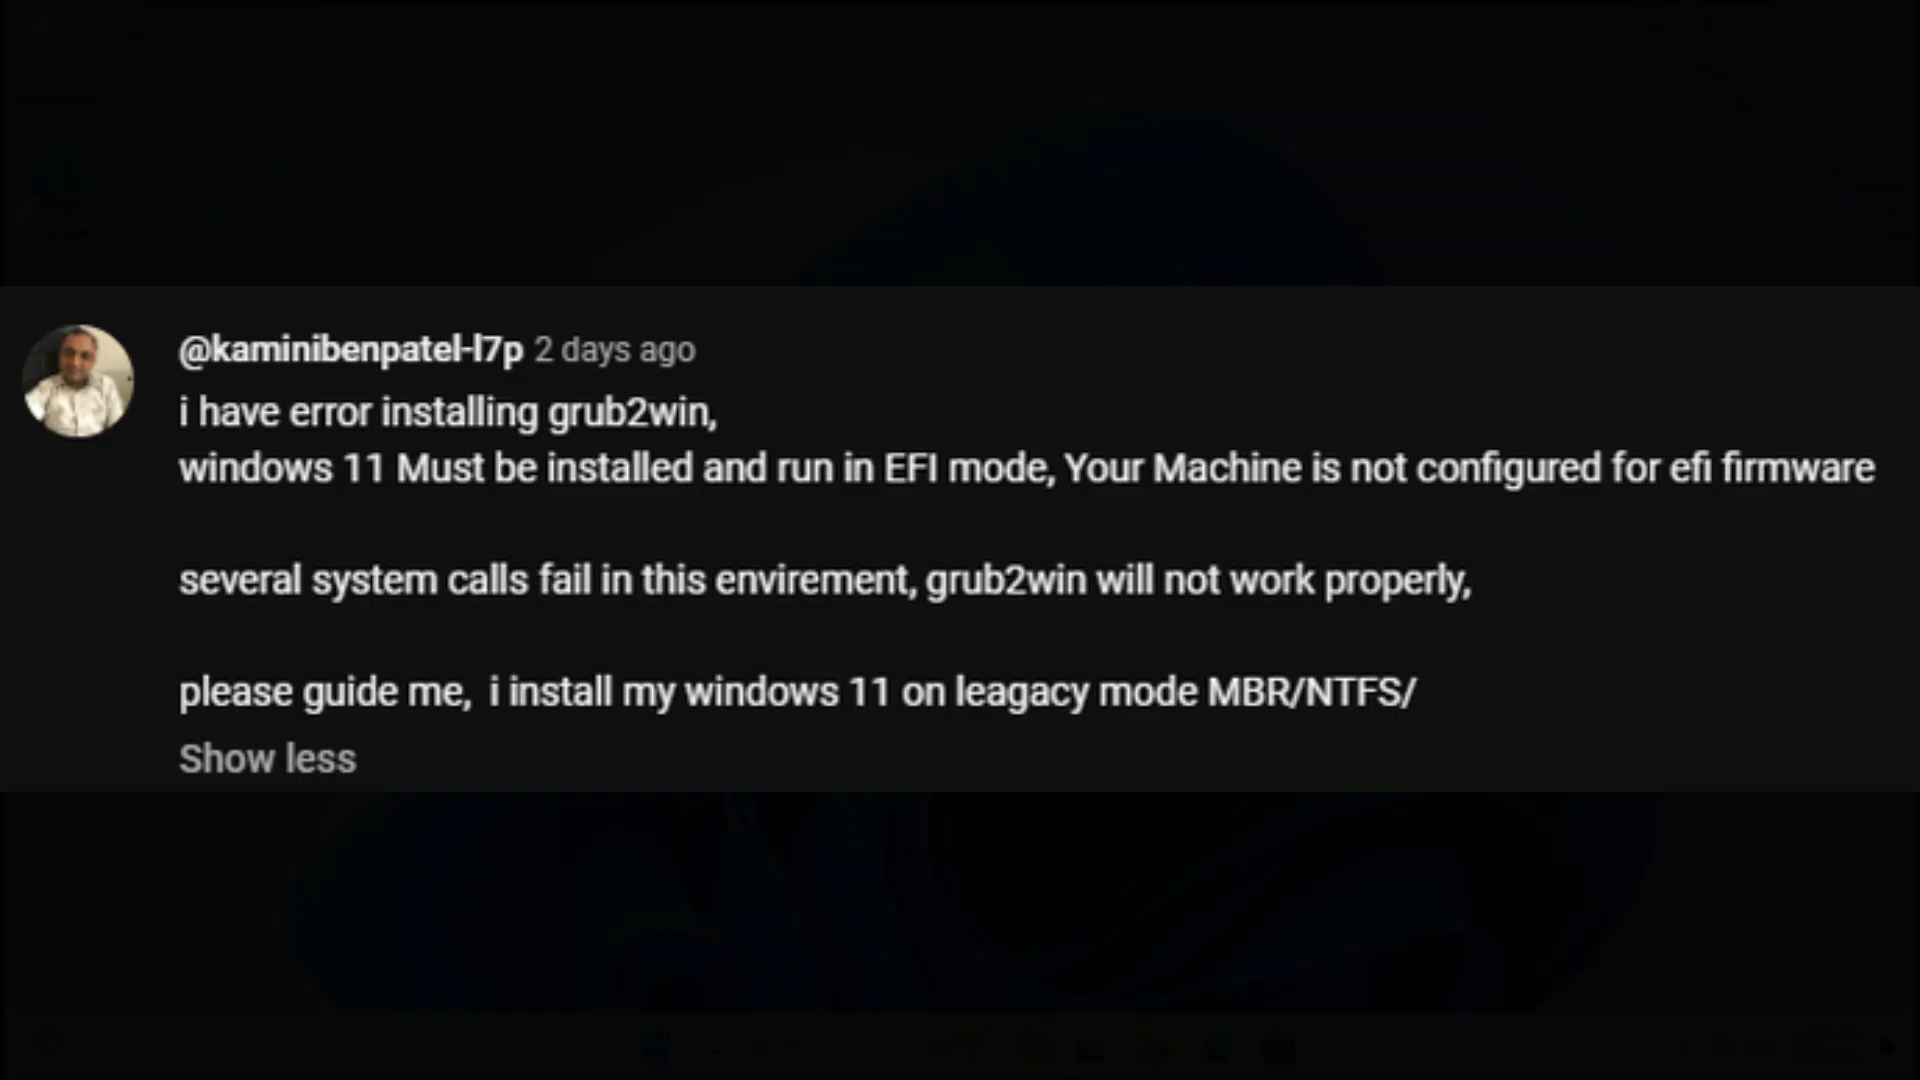 @kaminibenpatel-l7p 2 days ago
i have error installing grub2win,
windows 11 Must be installed and run in EFI mode, Your Machine is not configured for efi firmware
several system calls fail in this envirement, grub2win will not work properly,
please guide me,  i install my windows 11 on leagacy mode MBR/NTFS/
Show less